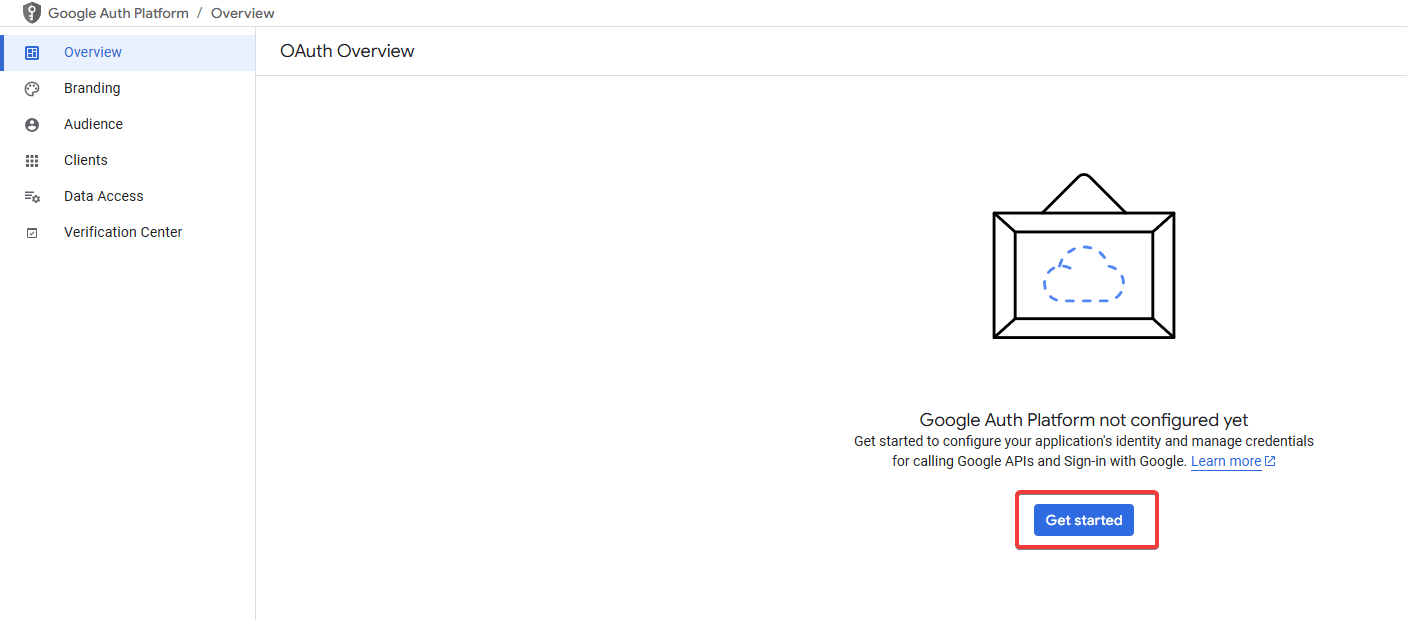 Google Auth Platform / Overview
Overview
Branding
Audience
Clients
Data Access
Verification Center
OAuth Overview
Google Auth Platform not configured yet
Get started to configure your application's identity and manage credentials
for calling Google APIs and Sign-in with Google. Learn more
Get started